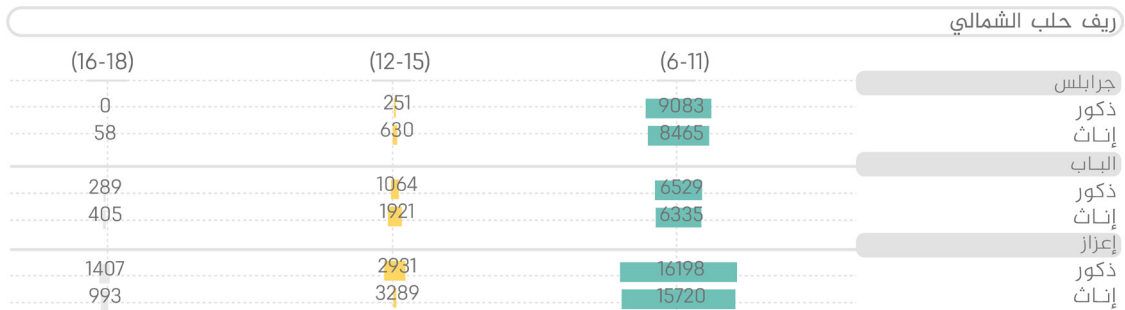 ريف حلب الشمالي
(6-11) (12-15) (16-18)
جرابلس
ذكور 9083 251 0
إناث 8465 630 58
الباب
ذكور 6529 1064 289
إناث 6335 1921 405
إعزاز
ذكور 16198 2931 1407
إناث 15720 3289 993